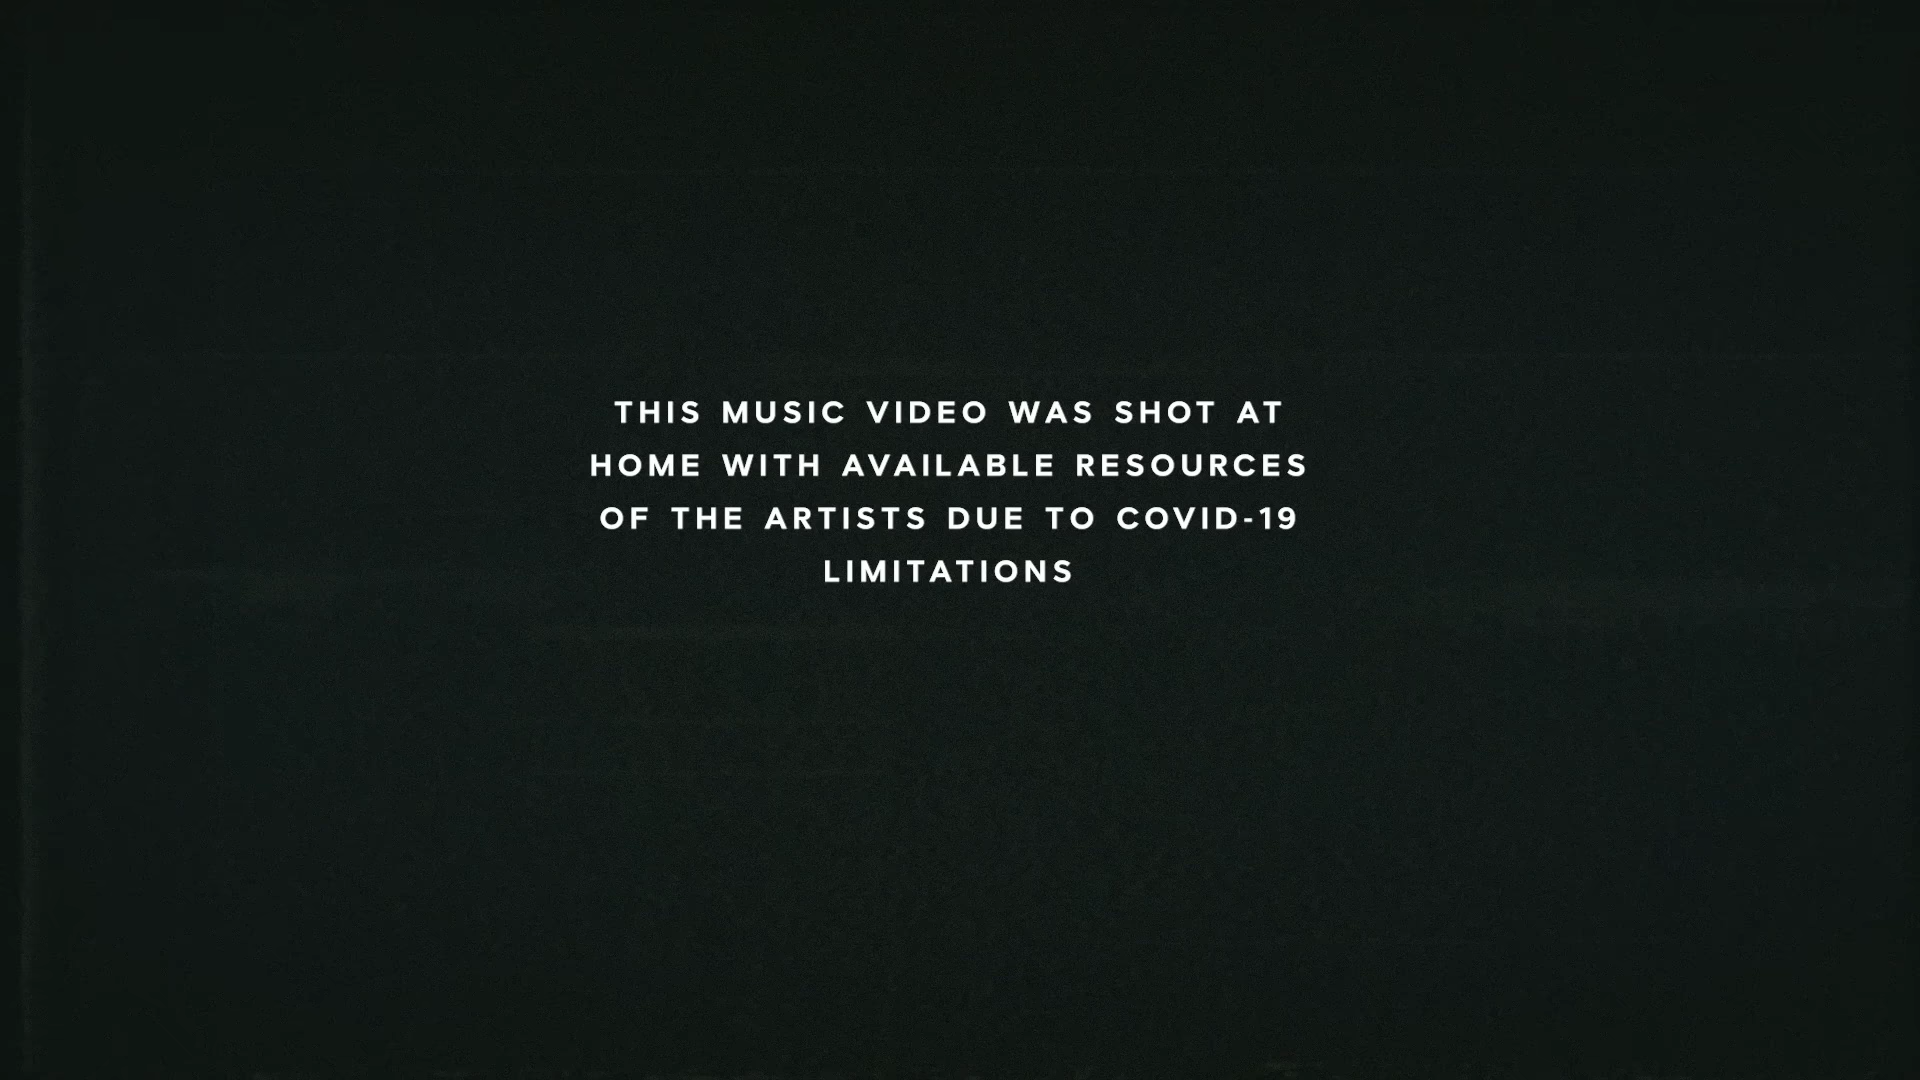 THIS MUSIC VIDEO WAS SHOT AT
HOME WITH AVAILABLE RESOURCES
OF THE ARTISTS DUE TO COVID-19
LIMITATIONS